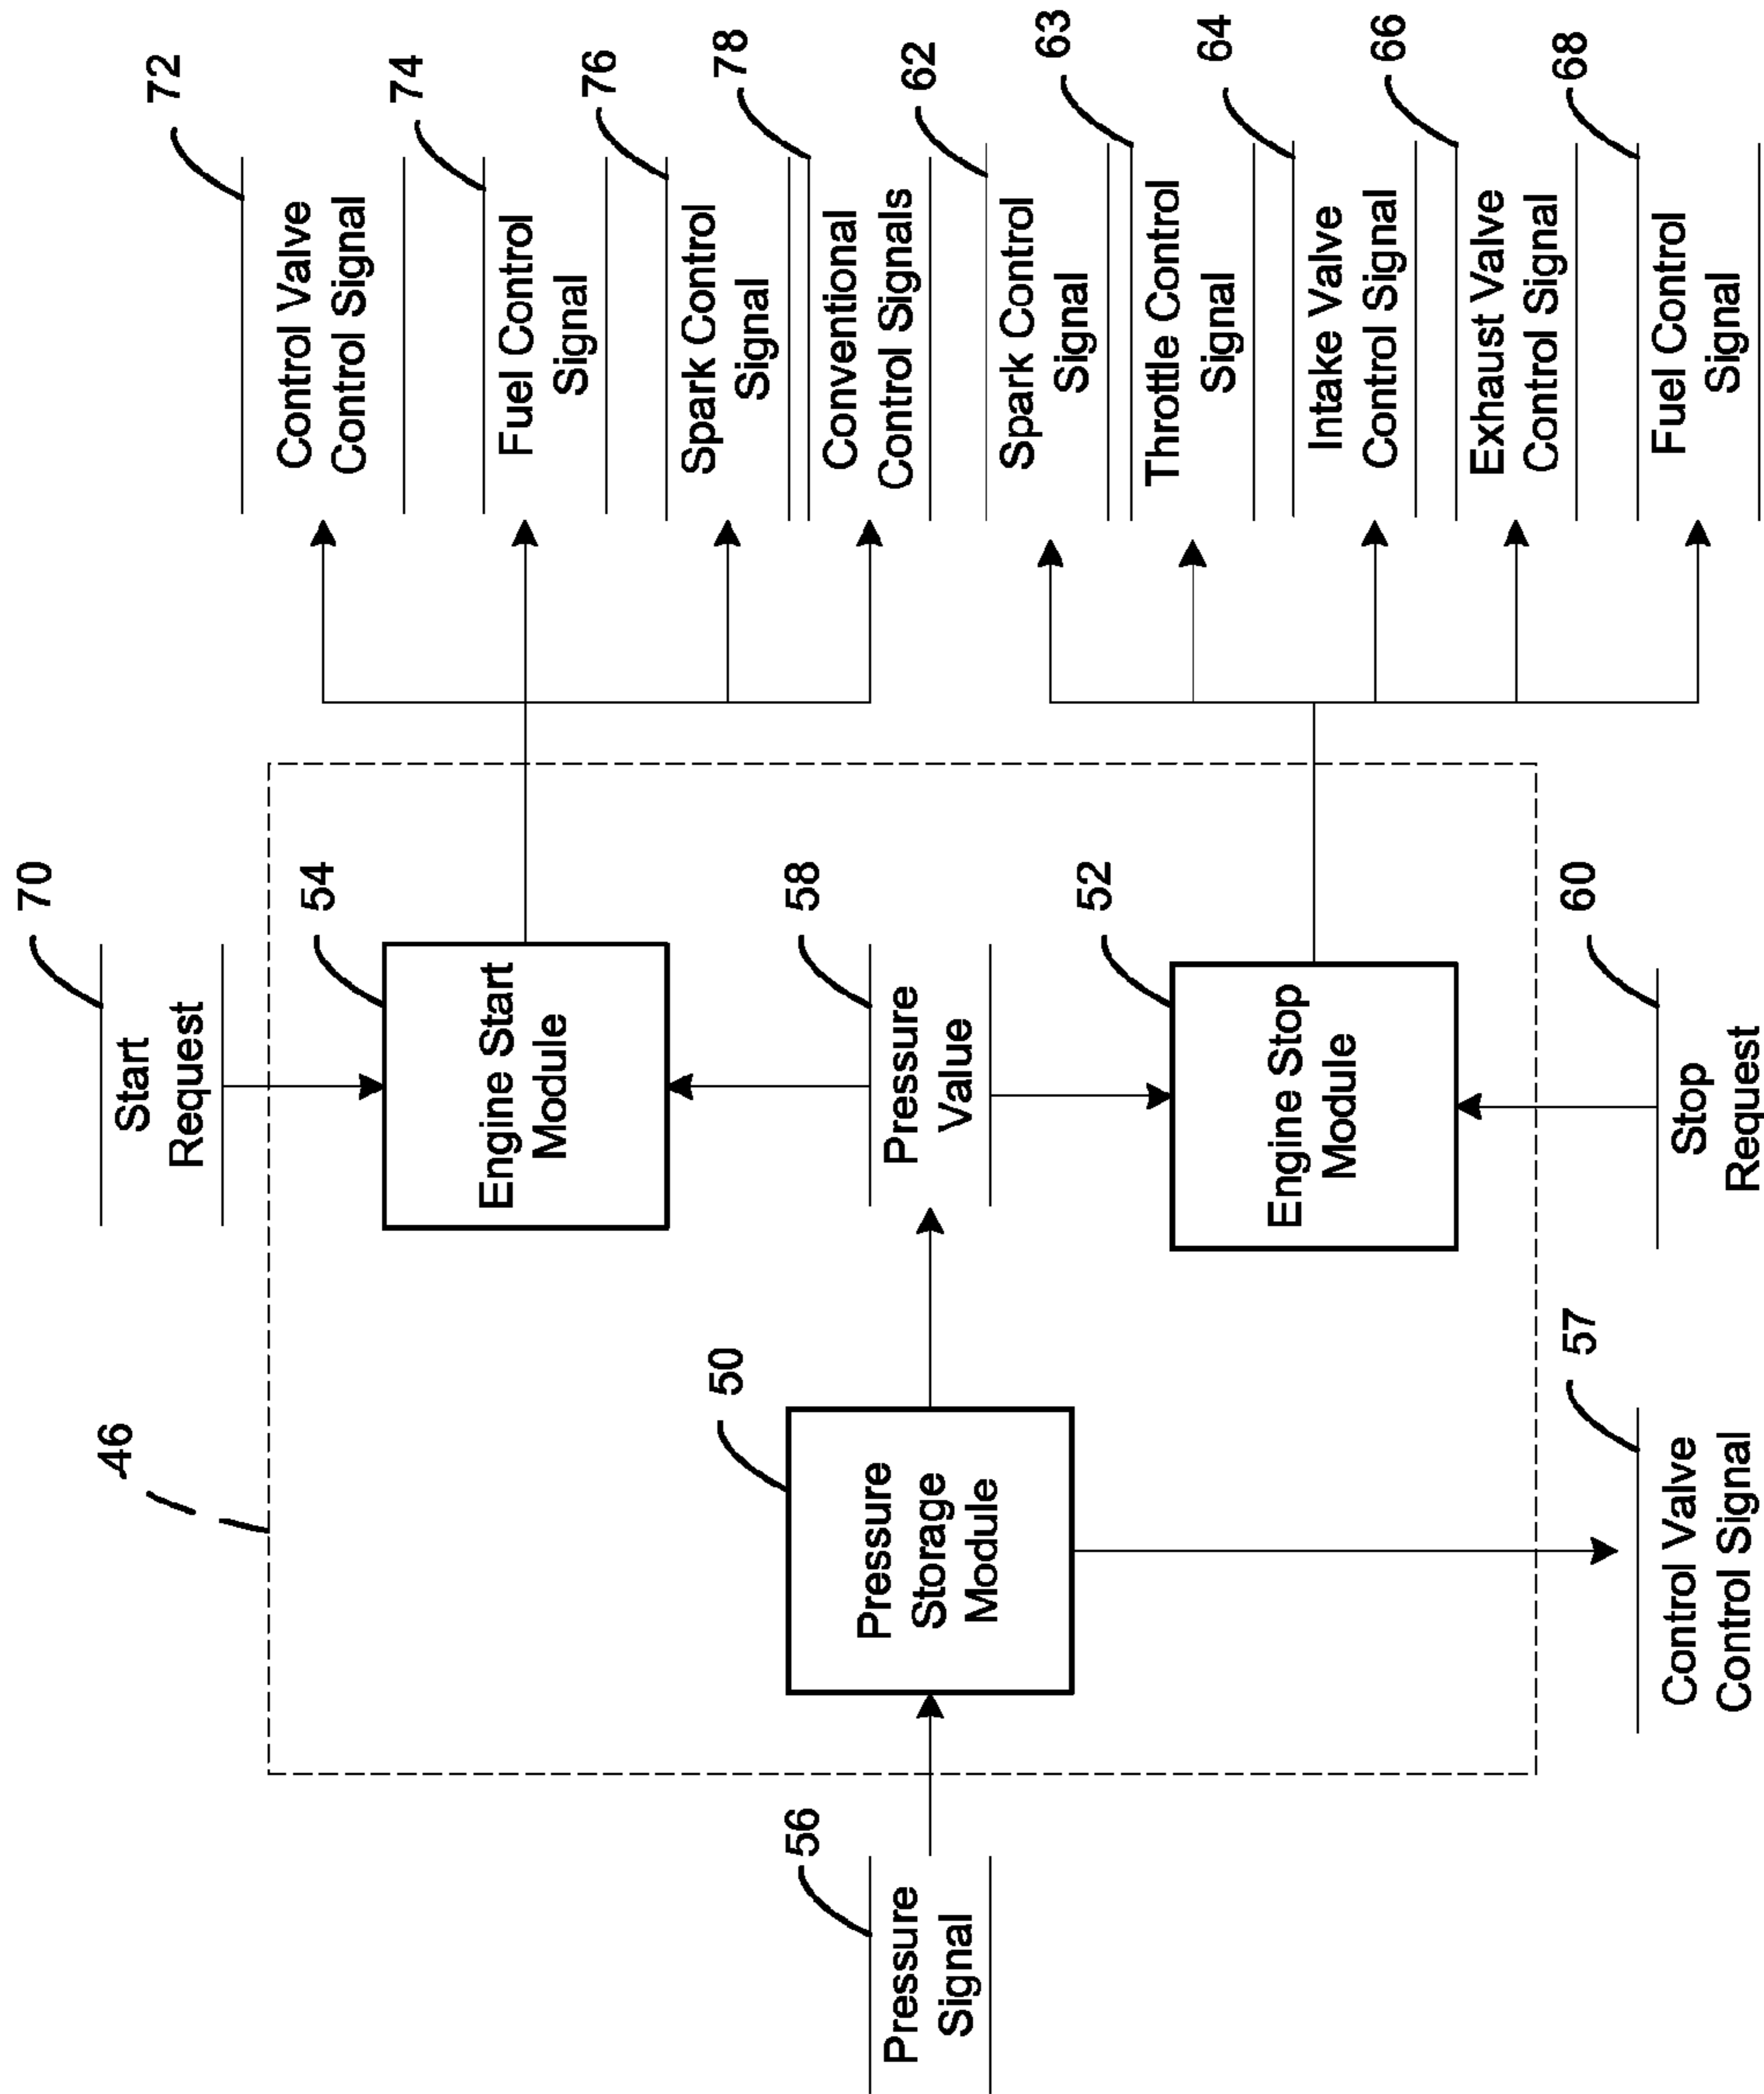 46
70
Start
Request
54
Engine Start
Module
56
Pressure
Signal
50
Pressure
Storage
Module
58
Pressure
Value
52
Engine Stop
Module
57
Control Valve
Control Signal
60
Stop
Request
72
Control Valve
Control Signal
74
Fuel Control
Signal
76
Spark Control
Signal
78
Conventional
Control Signals
62
Spark Control
Signal
63
Throttle Control
Signal
64
Intake Valve
Control Signal
66
Exhaust Valve
Control Signal
68
Fuel Control
Signal